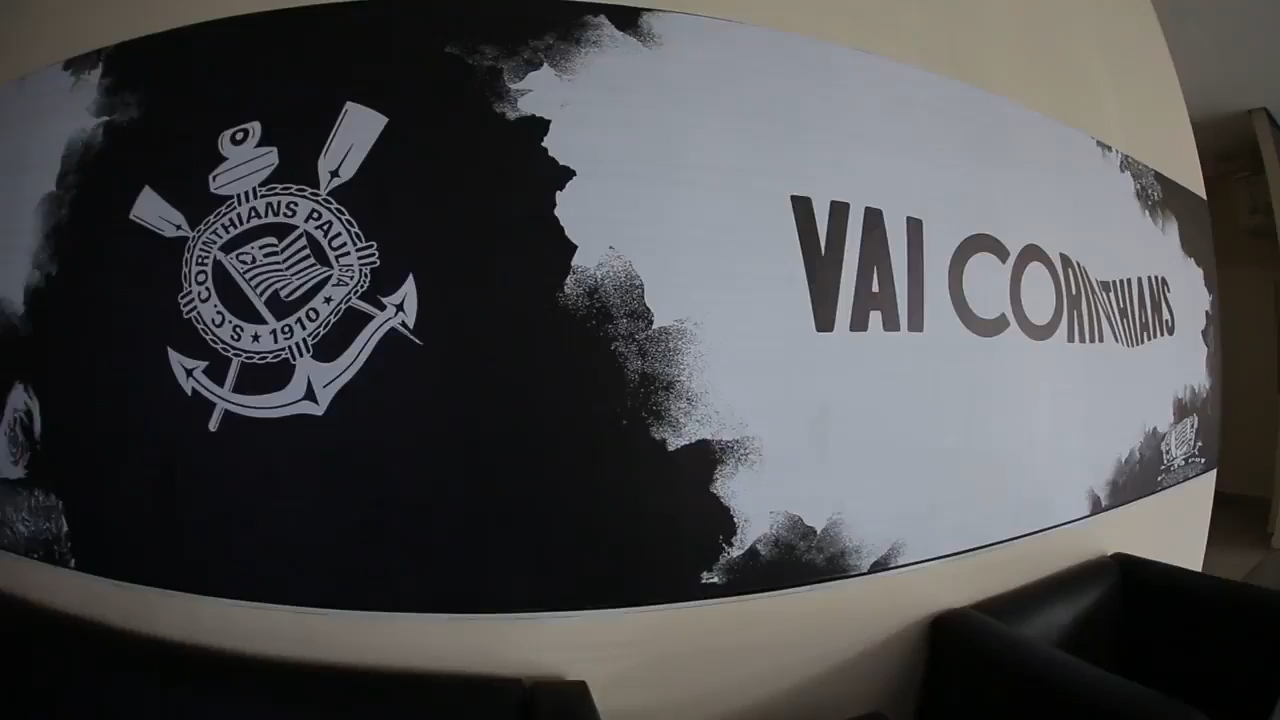 S.C. CORINTHIANS PAULISTA
★ 1910 ★
VAI CORINTHIANS